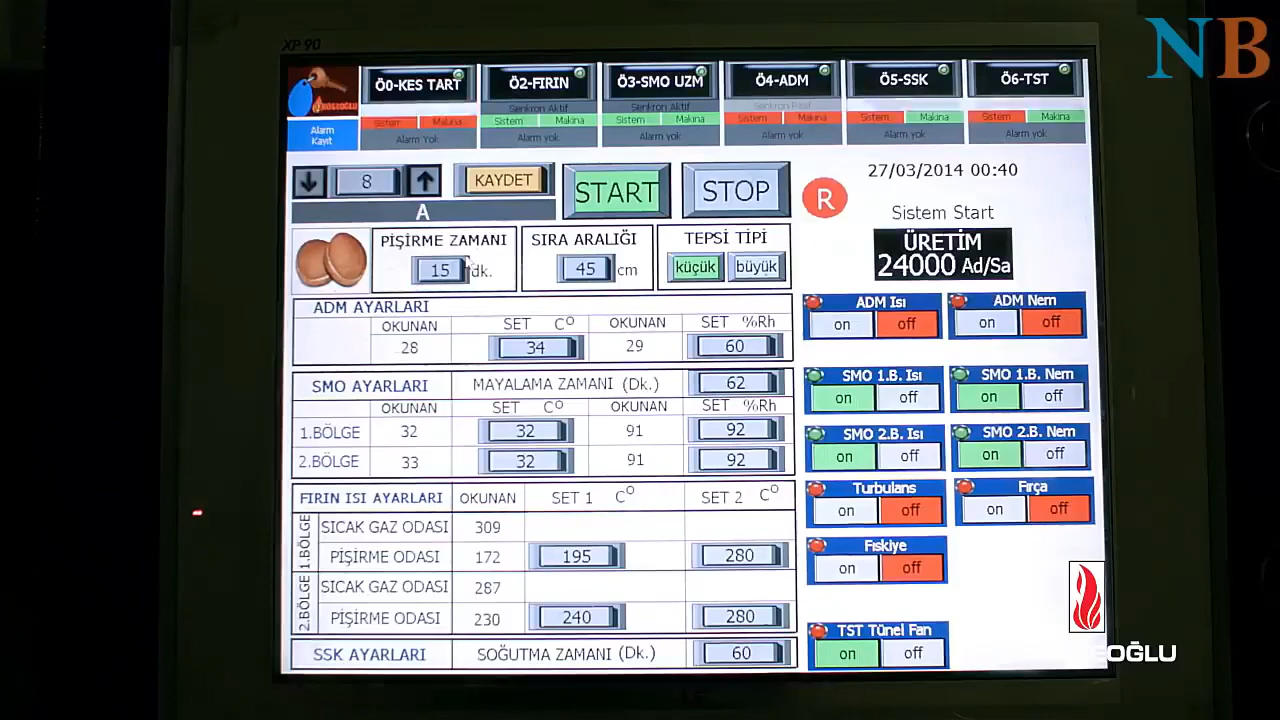 XP 90
NB
Ö0-KES TART
Ö2-FIRIN
Ö3-SMO UZM
Ö4-ADM
Ö5-SSK
Ö6-TST
Senkron Aktif
Senkron Aktif
Senkron Pasif
Sistem Makina
Sistem Makina
Sistem Makina
Sistem Makina
Sistem Makina
Sistem Makina
Alarm Kayıt
Alarm Yok
Alarm yok
Alarm yok
Alarm yok
Alarm yok
Alarm yok
8
KAYDET
START
STOP
R
27/03/2014 00:40
A
Sistem Start
ÜRETİM
24000 Ad/Sa
PİŞİRME ZAMANI
15 dk.
SIRA ARALIĞI
45 cm
TEPSİ TİPİ
küçük büyük
ADM AYARLARI
OKUNAN SET C° OKUNAN SET %Rh
28 34 29 60
SMO AYARLARI MAYALAMA ZAMANI (Dk.) 62
OKUNAN SET C° OKUNAN SET %Rh
1.BÖLGE 32 32 91 92
2.BÖLGE 33 32 91 92
FIRIN ISI AYARLARI OKUNAN SET 1 C° SET 2 C°
1.BÖLGE
SICAK GAZ ODASI 309
PİŞİRME ODASI 172 195 280
2.BÖLGE
SICAK GAZ ODASI 287
PİŞİRME ODASI 230 240 280
SSK AYARLARI SOĞUTMA ZAMANI (Dk.) 60
ADM Isı
on off
ADM Nem
on off
SMO 1.B. Isı
on off
SMO 1.B. Nem
on off
SMO 2.B. Isı
on off
SMO 2.B. Nem
on off
Turbulans
on off
Fırça
on off
Fıskiye
on off
TST Tünel Fan
on off
OĞLU